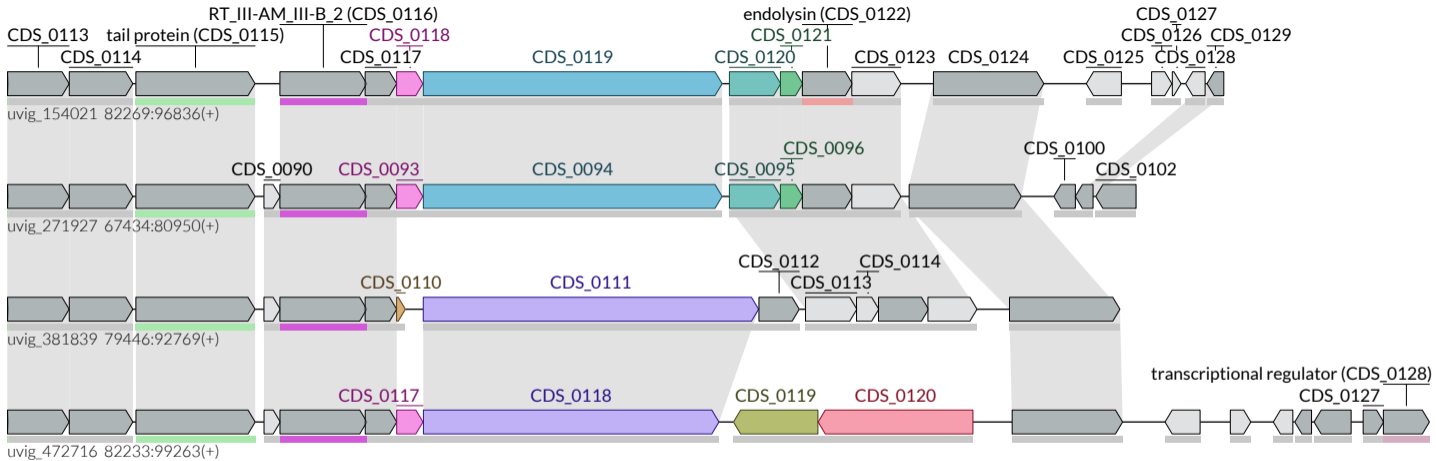 RT_III-AM_III-B_2 (CDS_0116) endolysin (CDS_0122) CDS_0127
CDS_0113 tail protein (CDS_0115) CDS_0118 CDS_0121 CDS_0126 CDS_0129
CDS_0114 CDS_0117 CDS_0119 CDS_0120 CDS_0123 CDS_0124 CDS_0125 CDS_0128
uvig_154021 82269:96836(+)
CDS_0096 CDS_0100
CDS_0090 CDS_0093 CDS_0094 CDS_0095 CDS_0102
uvig_271927 67434:80950(+)
CDS_0112 CDS_0114
CDS_0110 CDS_0111 CDS_0113
uvig_381839 79446:92769(+)
transcriptional regulator (CDS_0128)
CDS_0117 CDS_0118 CDS_0119 CDS_0120 CDS_0127
uvig_472716 82233:99263(+)